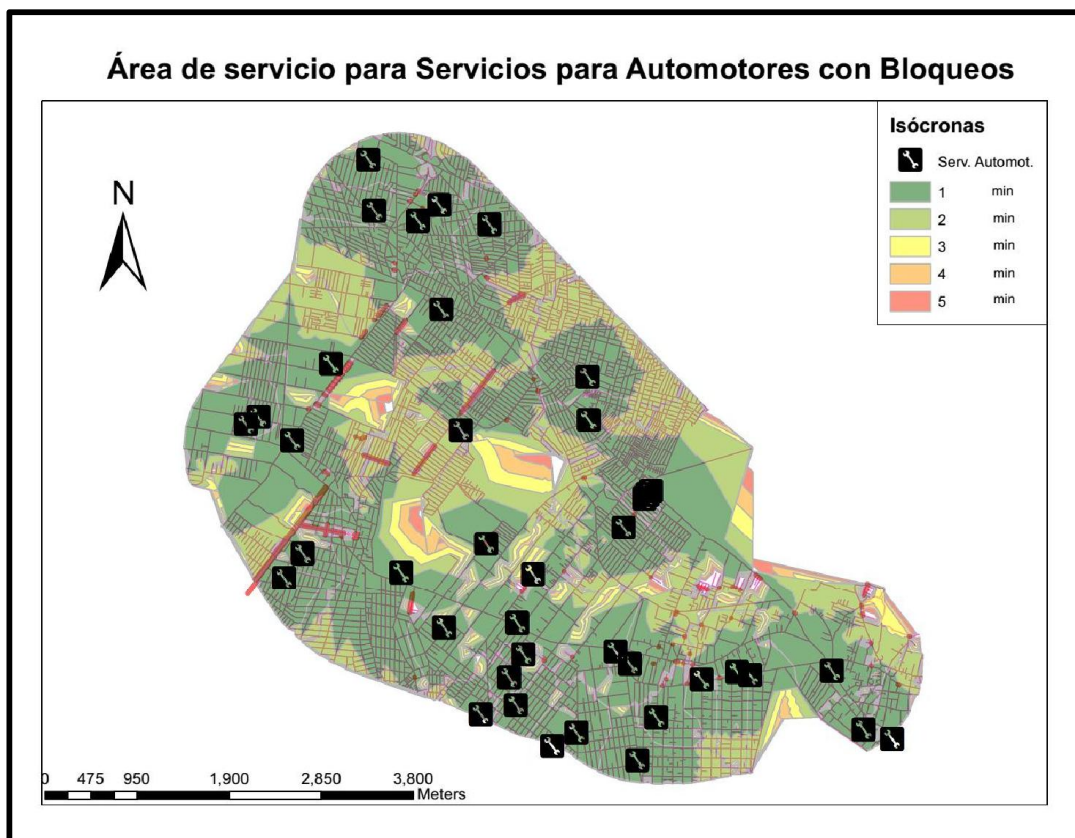 Área de servicio para Servicios para Automotores con Bloqueos
Isócronas
Serv. Automot.
1 min
2 min
3 min
4 min
5 min
N
0 475 950 1,900 2,850 3,800
Meters